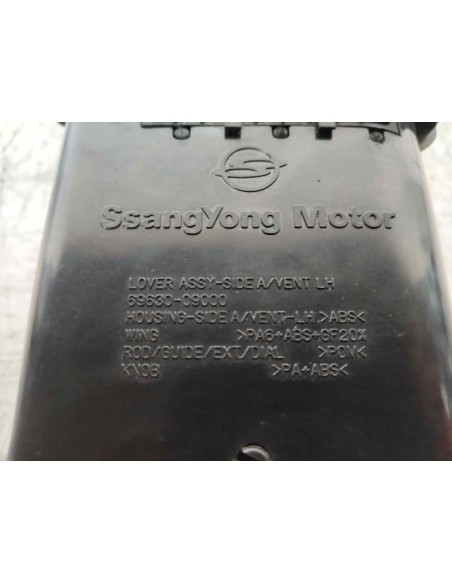 SsangYong Motor
LOVER ASSY-SIDE A/VENT LH
69630-09000
HOUSING-SIDE A/VENT-LH >ABS<
WING >PA6+ABS+GF20%
ROD/GUIDE/EXT/DIAL >POM<
KNOB >PA+ABS<